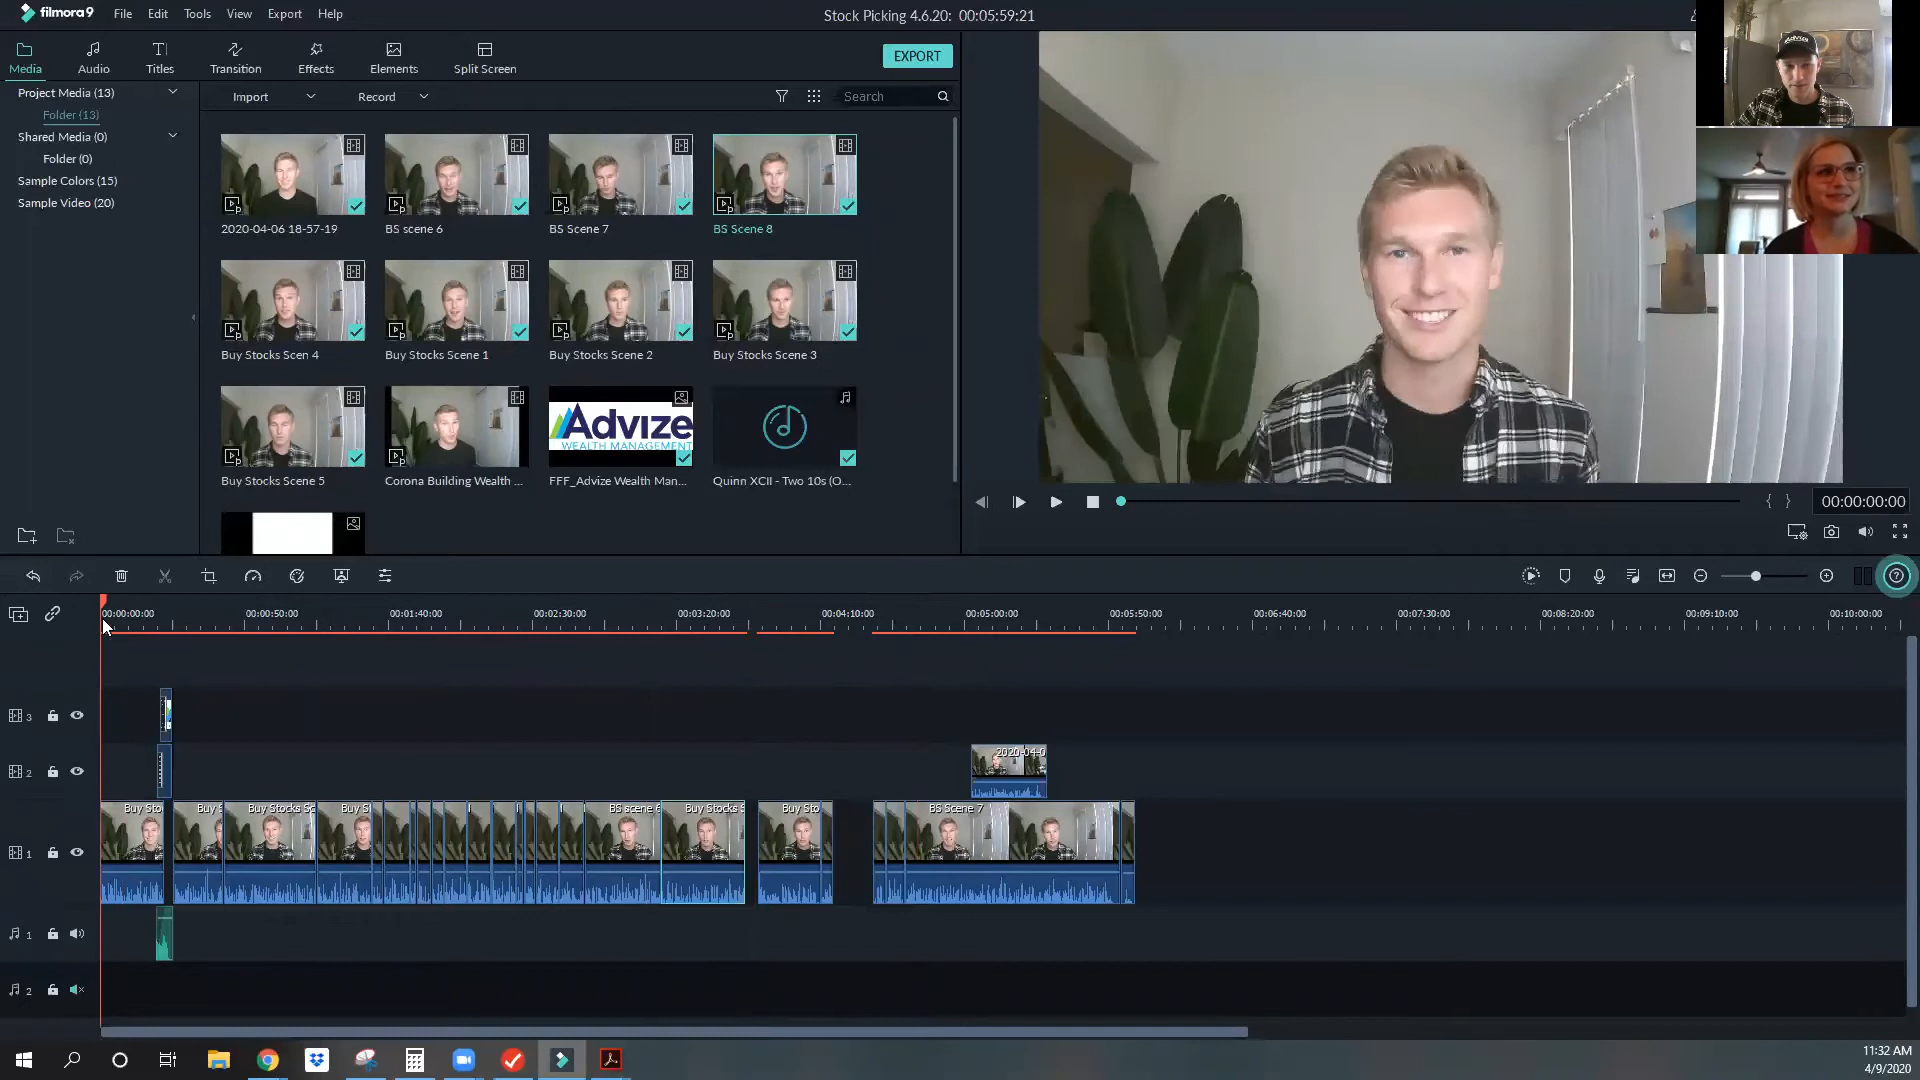 filmora9 File Edit Tools View Export Help
Stock Picking 4.6.20: 00:05:59:21
Media Audio Titles Transition Effects Elements Split Screen
EXPORT
Project Media (13)
Folder (13)
Shared Media (0)
Folder (0)
Sample Colors (15)
Sample Video (20)
Import Record Search
2020-04-06 18-57-19 BS scene 6 BS Scene 7 BS Scene 8
Buy Stocks Scen 4 Buy Stocks Scene 1 Buy Stocks Scene 2 Buy Stocks Scene 3
Advize
WEALTH MANAGEMENT
Buy Stocks Scene 5 Corona Building Wealth ... FFF_Advize Wealth Man... Quinn XCII - Two 10s (O...
{ } 00:00:00:00
00:00:00:00 00:00:50:00 00:01:40:00 00:02:30:00 00:03:20:00 00:04:10:00 00:05:00:00 00:05:50:00 00:06:40:00 00:07:30:00 00:08:20:00 00:09:10:00 00:10:00:00
3
2
2020-04-0
Buy Sto Buy S Buy Stocks Sc Buy S BS scene 6 Buy Stocks S Buy Sto BS Scene 7
1
1
2
11:32 AM
4/9/2020